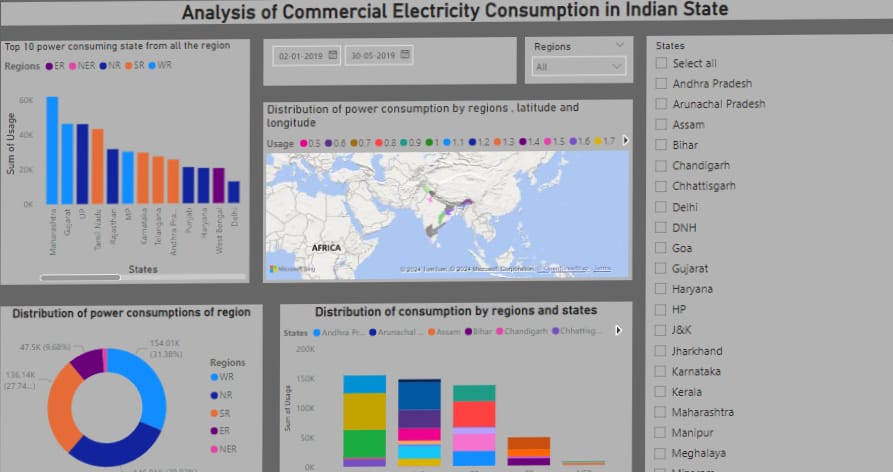 Analysis of Commercial Electricity Consumption in Indian State
Top 10 power consuming state from all the region
Regions ER NER NR SR WR
60K
40K
20K
0K
Sum of Usage
Maharashtra
Gujarat
UP
Tamil Nadu
Rajasthan
MP
Karnataka
Telangana
Andhra Pra...
Punjab
Haryana
West Bengal
Delhi
States
02-01-2019
30-05-2019
Regions
All
Distribution of power consumption by regions , latitude and
longitude
Usage 0.5 0.6 0.7 0.8 0.9 1 1.1 1.2 1.3 1.4 1.5 1.6 1.7
AFRICA
Microsoft Bing
© 2024 TomTom, © 2024 Microsoft Corporation, © OpenStreetMap Terms
Distribution of power consumptions of region
154.01K
(31.38%)
47.5K (9.68%)
136.14K
(27.74...)
Regions
WR
NR
SR
ER
NER
Distribution of consumption by regions and states
States Andhra Pr... Arunachal ... Assam Bihar Chandigarh Chhattisg...
200K
150K
100K
50K
0K
Sum of Usage
States
Select all
Andhra Pradesh
Arunachal Pradesh
Assam
Bihar
Chandigarh
Chhattisgarh
Delhi
DNH
Goa
Gujarat
Haryana
HP
J&K
Jharkhand
Karnataka
Kerala
Maharashtra
Manipur
Meghalaya